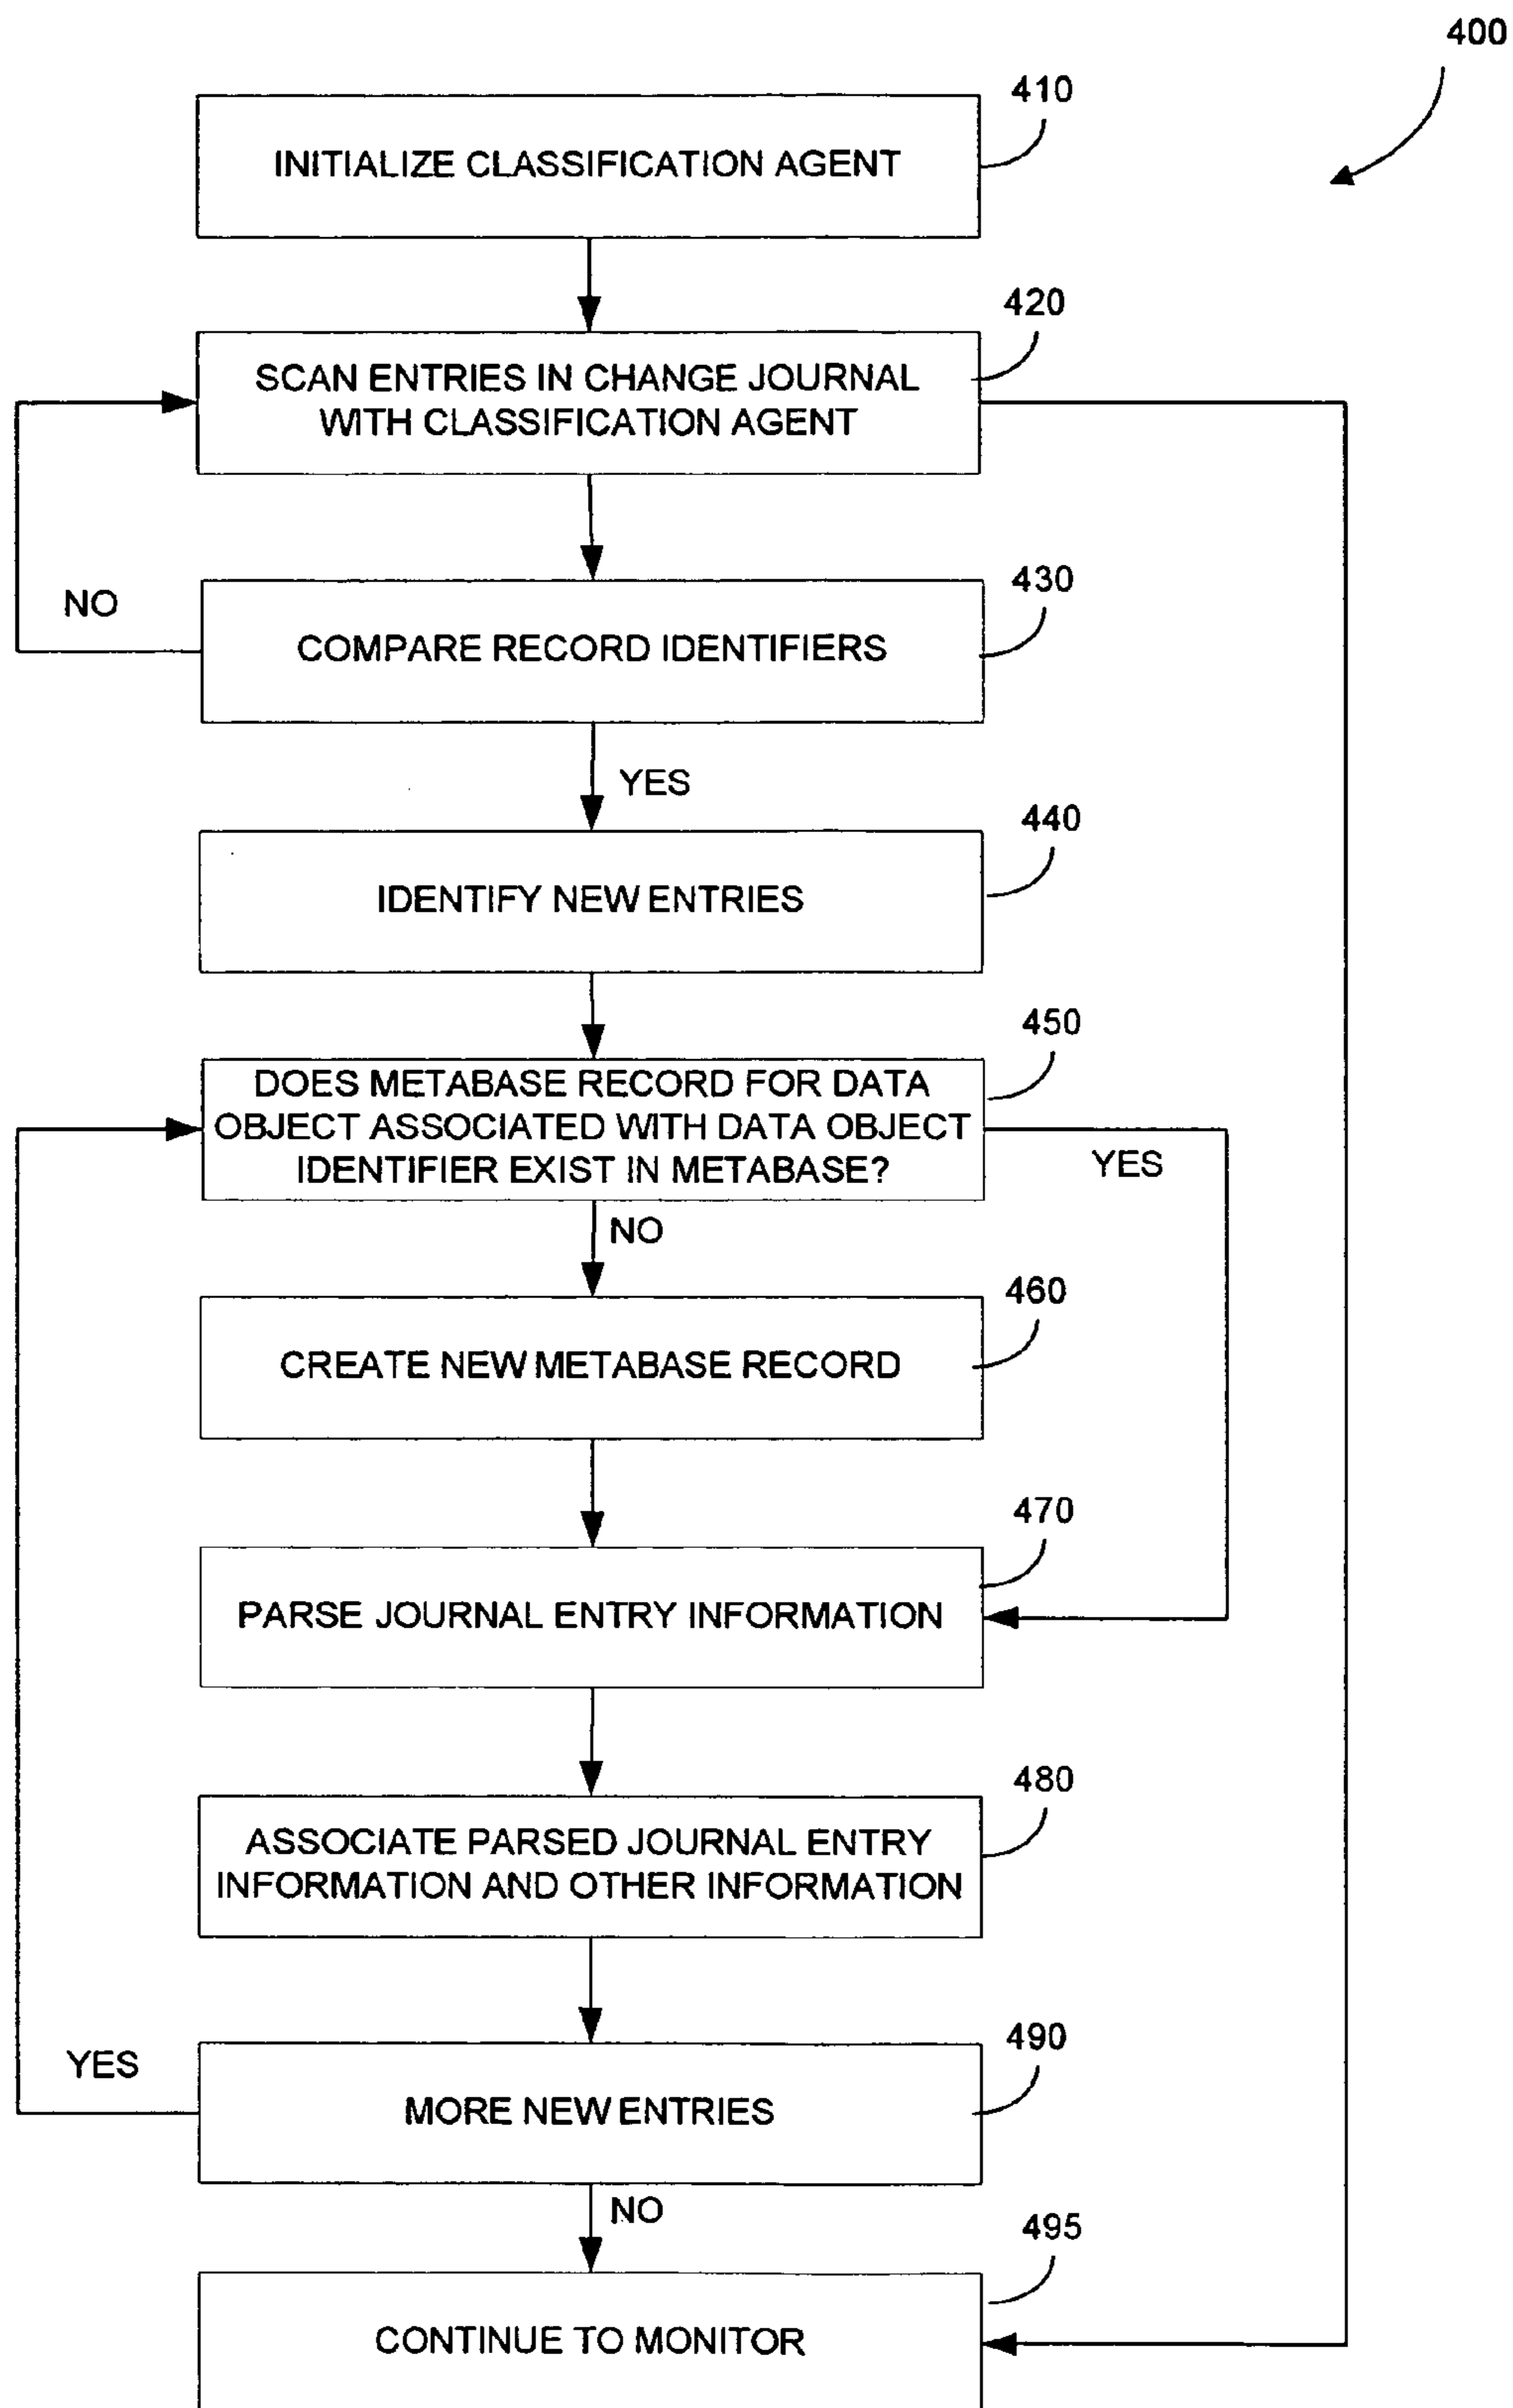 400
410
INITIALIZE CLASSIFICATION AGENT
420
SCAN ENTRIES IN CHANGE JOURNAL
WITH CLASSIFICATION AGENT
430
NO
COMPARE RECORD IDENTIFIERS
YES
440
IDENTIFY NEW ENTRIES
450
DOES METABASE RECORD FOR DATA
OBJECT ASSOCIATED WITH DATA OBJECT
IDENTIFIER EXIST IN METABASE?
YES
NO
460
CREATE NEW METABASE RECORD
470
PARSE JOURNAL ENTRY INFORMATION
480
ASSOCIATE PARSED JOURNAL ENTRY
INFORMATION AND OTHER INFORMATION
490
YES
MORE NEW ENTRIES
NO
495
CONTINUE TO MONITOR